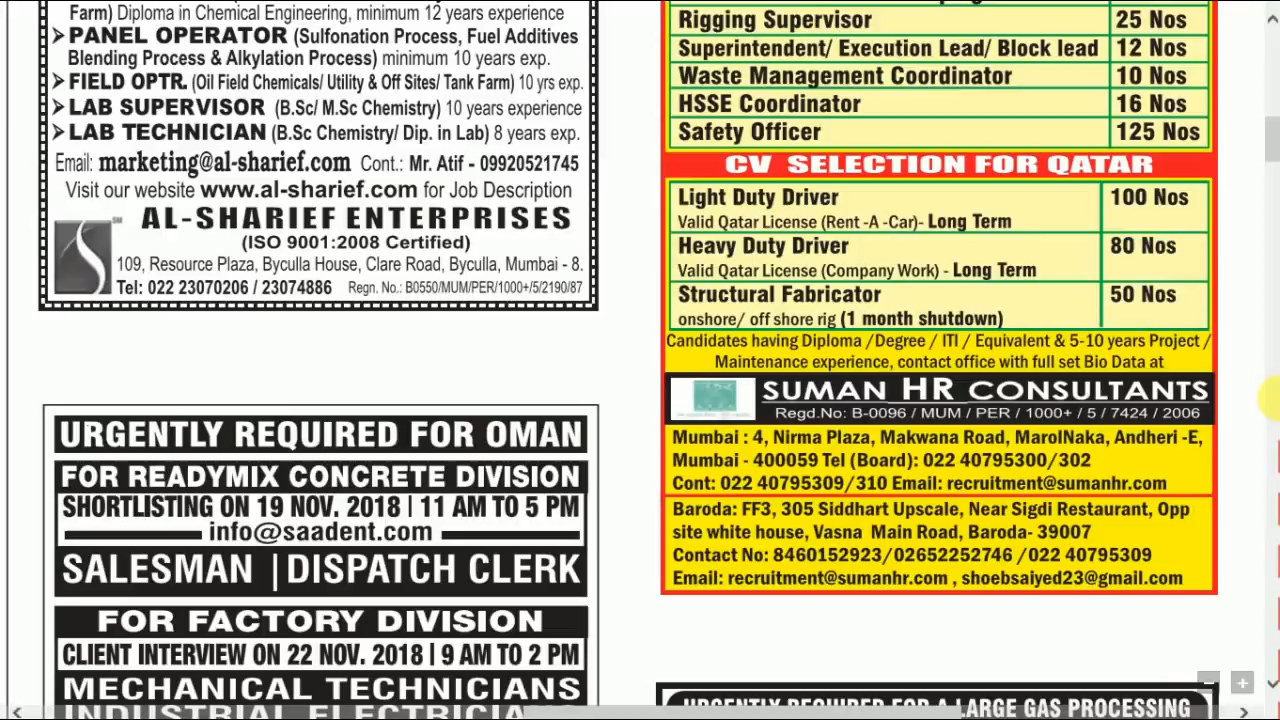 Farm) Diploma in Chemical Engineering, minimum 12 years experience
➢PANEL OPERATOR (Sulfonation Process, Fuel Additives
Blending Process & Alkylation Process) minimum 10 years exp.
➢FIELD OPTR. (Oil Field Chemicals/ Utility & Off Sites/ Tank Farm) 10 yrs exp.
➢LAB SUPERVISOR (B.Sc/ M.Sc Chemistry) 10 years experience
➢LAB TECHNICIAN (B.Sc Chemistry/ Dip. in Lab) 8 years exp.
Email: marketing@al-sharief.com Cont.: Mr. Atif - 09920521745
Visit our website www.al-sharief.com for Job Description
SM
AL-SHARIEF ENTERPRISES
(ISO 9001:2008 Certified)
109, Resource Plaza, Byculla House, Clare Road, Byculla, Mumbai - 8.
Tel: 022 23070206 / 23074886 Regn. No.: B0550/MUM/PER/1000+/5/2190/87
URGENTLY REQUIRED FOR OMAN
FOR READYMIX CONCRETE DIVISION
SHORTLISTING ON 19 NOV. 2018 | 11 AM TO 5 PM
info@saadent.com
SALESMAN | DISPATCH CLERK
FOR FACTORY DIVISION
CLIENT INTERVIEW ON 22 NOV. 2018 | 9 AM TO 2 PM
MECHANICAL TECHNICIANS
INDUSTRIAL ELECTRICIANS
Rigging Supervisor 25 Nos
Superintendent/ Execution Lead/ Block lead 12 Nos
Waste Management Coordinator 10 Nos
HSSE Coordinator 16 Nos
Safety Officer 125 Nos
CV SELECTION FOR QATAR
Light Duty Driver 100 Nos
Valid Qatar License (Rent -A -Car)- Long Term
Heavy Duty Driver 80 Nos
Valid Qatar License (Company Work) - Long Term
Structural Fabricator 50 Nos
onshore/ off shore rig (1 month shutdown)
Candidates having Diploma /Degree / ITI / Equivalent & 5-10 years Project /
Maintenance experience, contact office with full set Bio Data at
SUMAN HR CONSULTANTS
Regd.No: B-0096 / MUM / PER / 1000+ / 5 / 7424 / 2006
Mumbai : 4, Nirma Plaza, Makwana Road, MarolNaka, Andheri -E,
Mumbai - 400059 Tel (Board): 022 40795300/302
Cont: 022 40795309/310 Email: recruitment@sumanhr.com
Baroda: FF3, 305 Siddhart Upscale, Near Sigdi Restaurant, Opp
site white house, Vasna Main Road, Baroda- 39007
Contact No: 8460152923/02652252746 /022 40795309
Email: recruitment@sumanhr.com , shoebsaiyed23@gmail.com
URGENTLY REQUIRED FOR A LARGE GAS PROCESSING